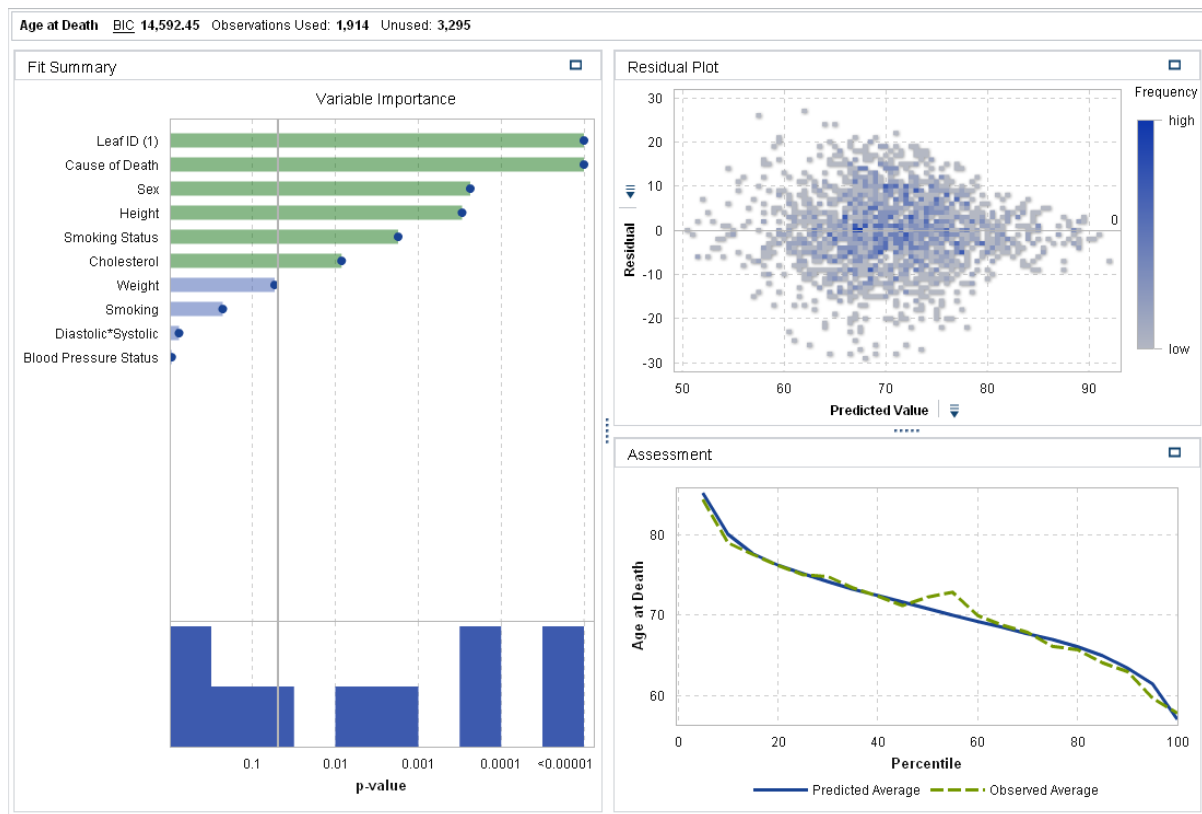 Age at Death BIC 14,592.45 Observations Used: 1,914 Unused: 3,295
Fit Summary
Variable Importance
Leaf ID (1)
Cause of Death
Sex
Height
Smoking Status
Cholesterol
Weight
Smoking
Diastolic*Systolic
Blood Pressure Status
0.1 0.01 0.001 0.0001 <0.00001
p-value
Residual Plot
Frequency
high
low
30
20
10
0
-10
-20
-30
0
Residual
50 60 70 80 90
Predicted Value
Assessment
80
70
60
Age at Death
0 20 40 60 80 100
Percentile
Predicted Average Observed Average